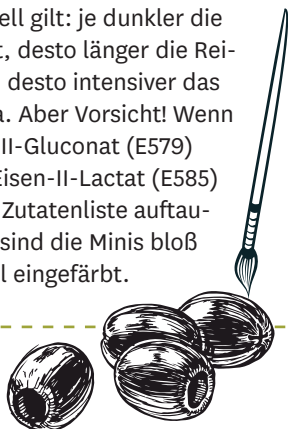 ell gilt: je dunkler die
t, desto länger die Rei-
desto intensiver das
a. Aber Vorsicht! Wenn
II-Gluconat (E579)
Eisen-II-Lactat (E585)
Zutatenliste auftau-
sind die Minis bloß
l eingefärbt.